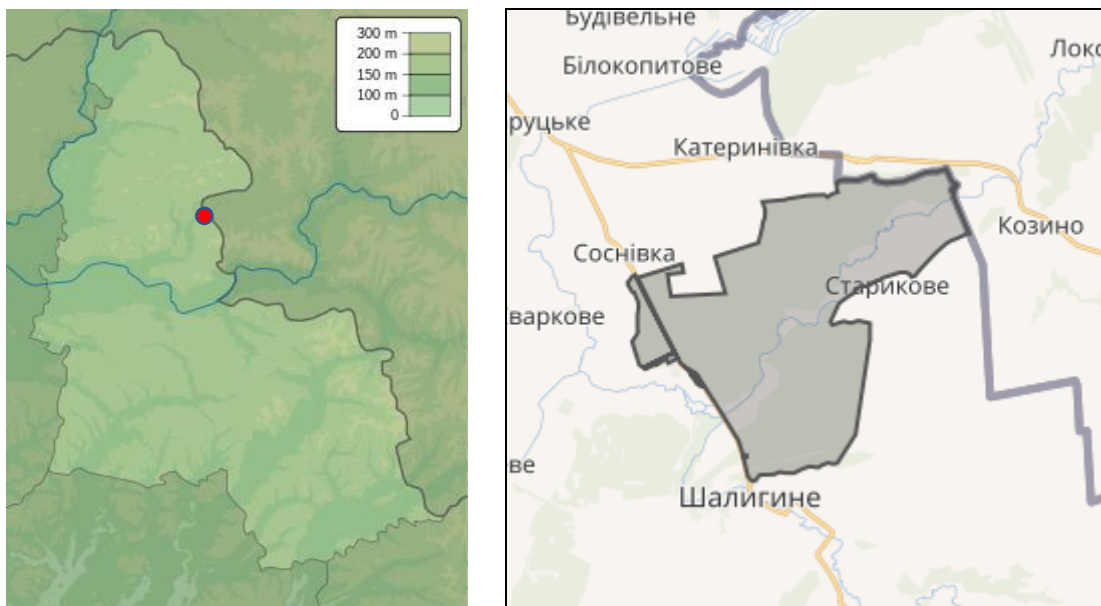 300 m
200 m
150 m
100 m
0
Будівельне
Білокопитове
Локо
руцьке
Катеринівка
Козино
Соснівка
Старикове
варкове
ве
Шалигине